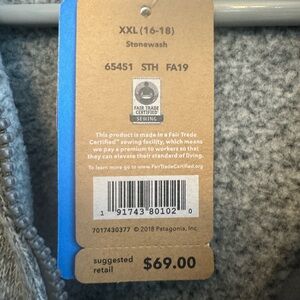 XXL (16-18)
Stonewash
65451 STH FA19
FAIR TRADE
CERTIFIED
SEWING
This product is made in a Fair Trade
Certified™ sewing facility, which means
we pay a premium to workers so that
they can elevate their standard of living.
To learn more go to www.FairTradeCertified.org
1 91743 80102 0
7017430377 © 2018 Patagonia, Inc.
suggested
retail $69.00